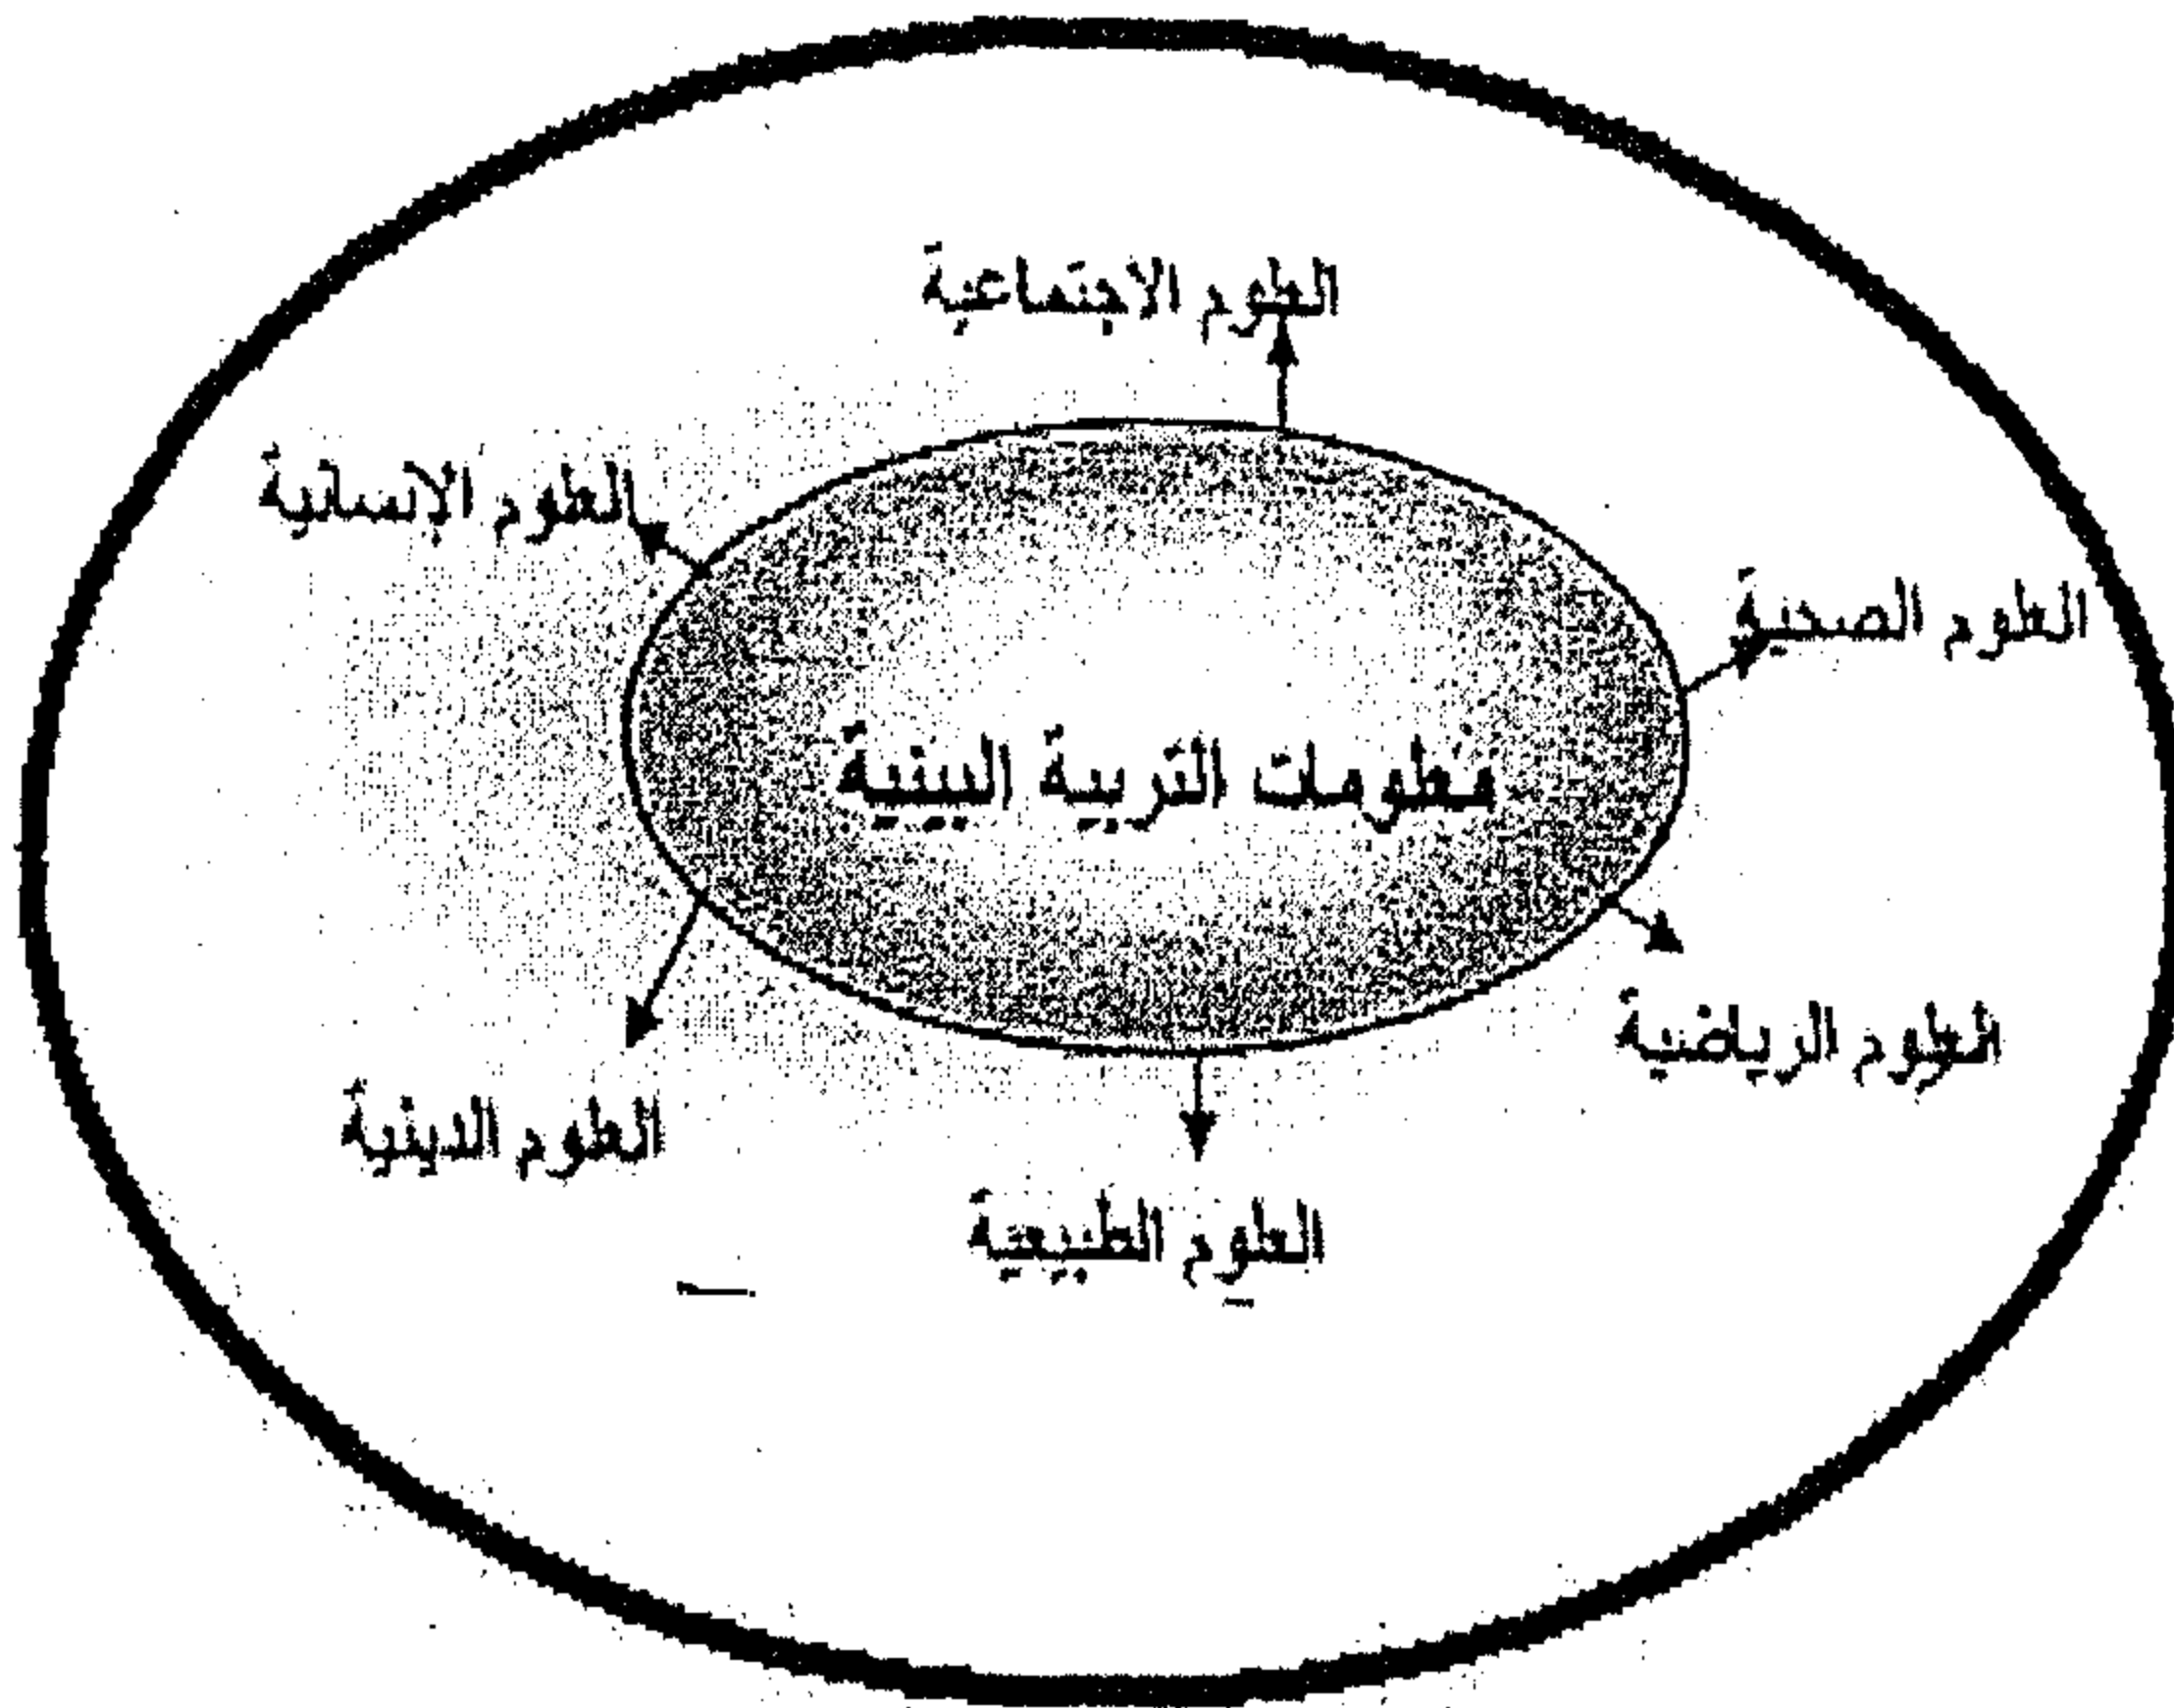 العلوم الاجتماعية
العلوم الإنسانية
العلوم الصحية
معلومات التربية البيئية
العلوم الرياضية
العلوم الدينية
العلوم الطبيعية